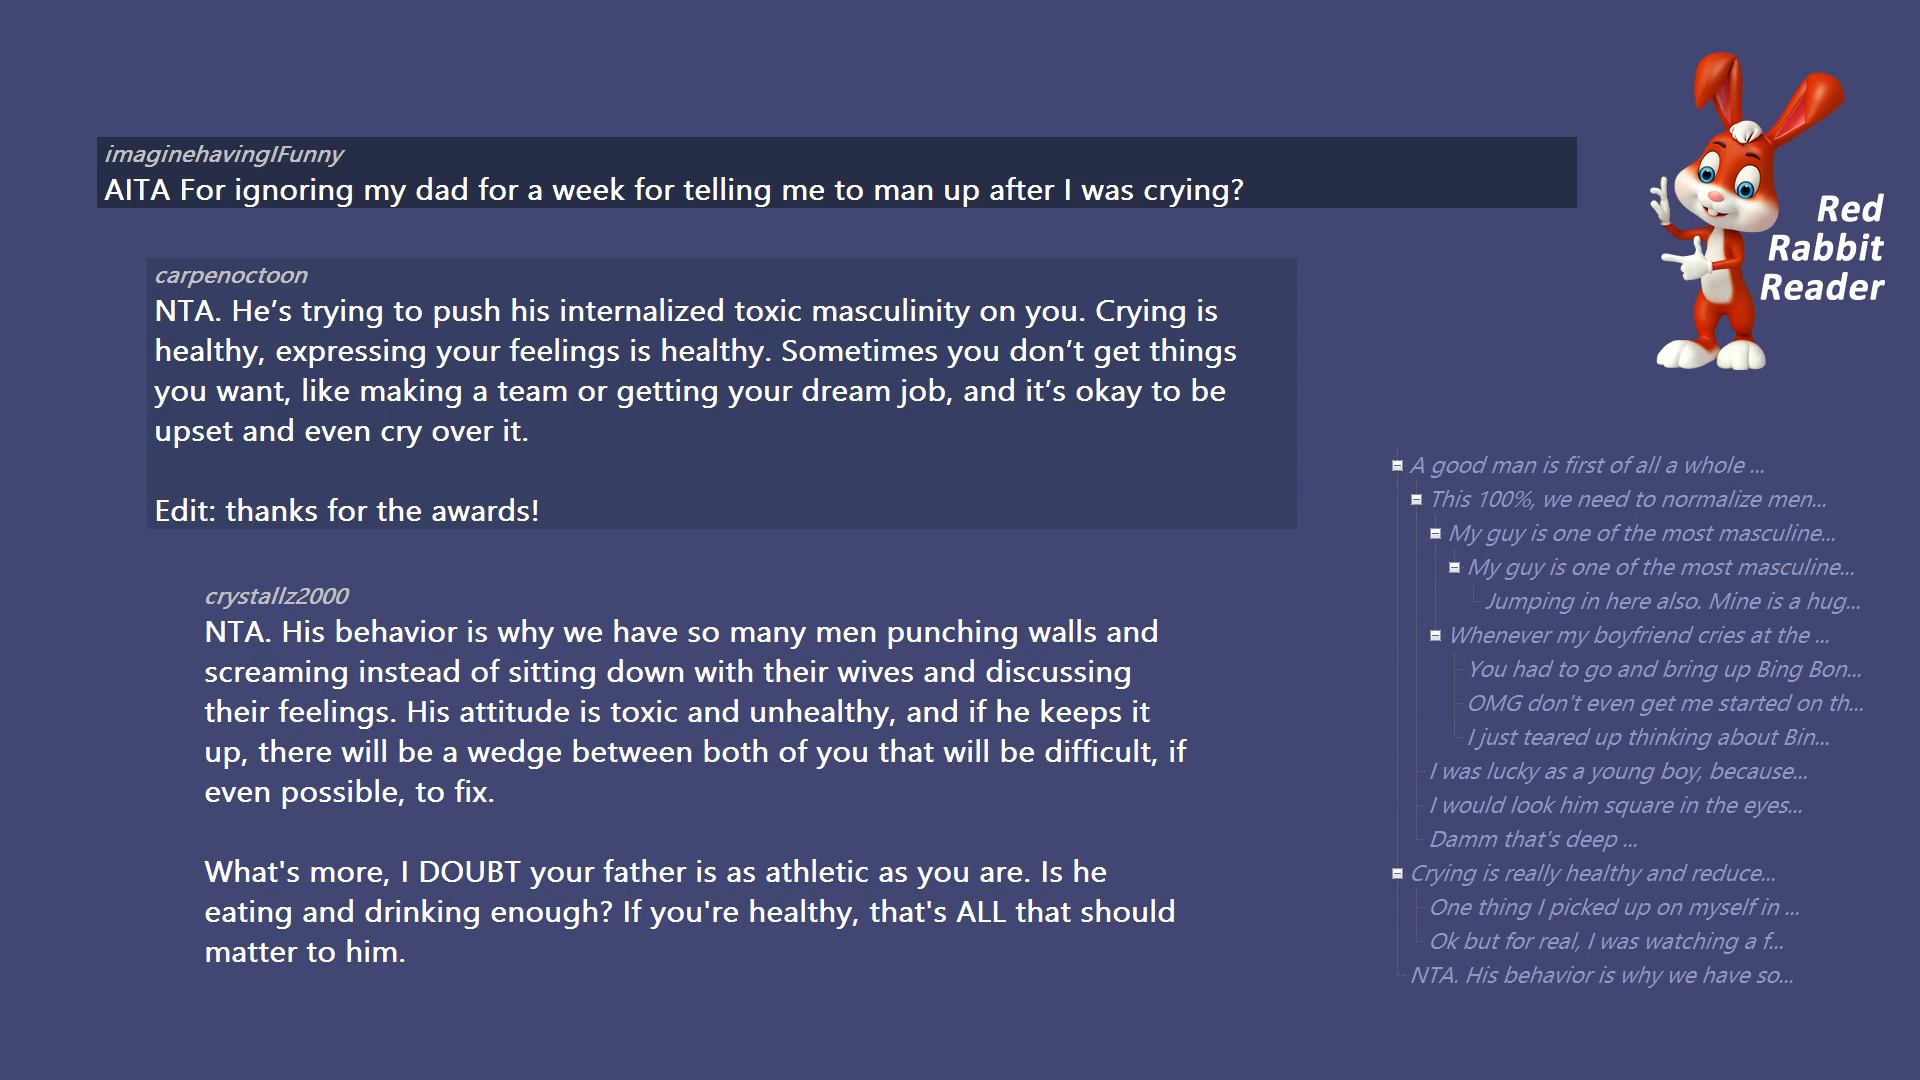 imaginehavingIFunny
AITA For ignoring my dad for a week for telling me to man up after I was crying?
carpenoctoon
NTA. He’s trying to push his internalized toxic masculinity on you. Crying is
healthy, expressing your feelings is healthy. Sometimes you don’t get things
you want, like making a team or getting your dream job, and it’s okay to be
upset and even cry over it.
Edit: thanks for the awards!
crystallz2000
NTA. His behavior is why we have so many men punching walls and
screaming instead of sitting down with their wives and discussing
their feelings. His attitude is toxic and unhealthy, and if he keeps it
up, there will be a wedge between both of you that will be difficult, if
even possible, to fix.
What's more, I DOUBT your father is as athletic as you are. Is he
eating and drinking enough? If you're healthy, that's ALL that should
matter to him.
Red
Rabbit
Reader
A good man is first of all a whole ...
This 100%, we need to normalize men...
My guy is one of the most masculine...
My guy is one of the most masculine...
Jumping in here also. Mine is a hug...
Whenever my boyfriend cries at the ...
You had to go and bring up Bing Bon...
OMG don't even get me started on th...
I just teared up thinking about Bin...
I was lucky as a young boy, because...
I would look him square in the eyes...
Damm that's deep ...
Crying is really healthy and reduce...
One thing I picked up on myself in ...
Ok but for real, I was watching a f...
NTA. His behavior is why we have so...